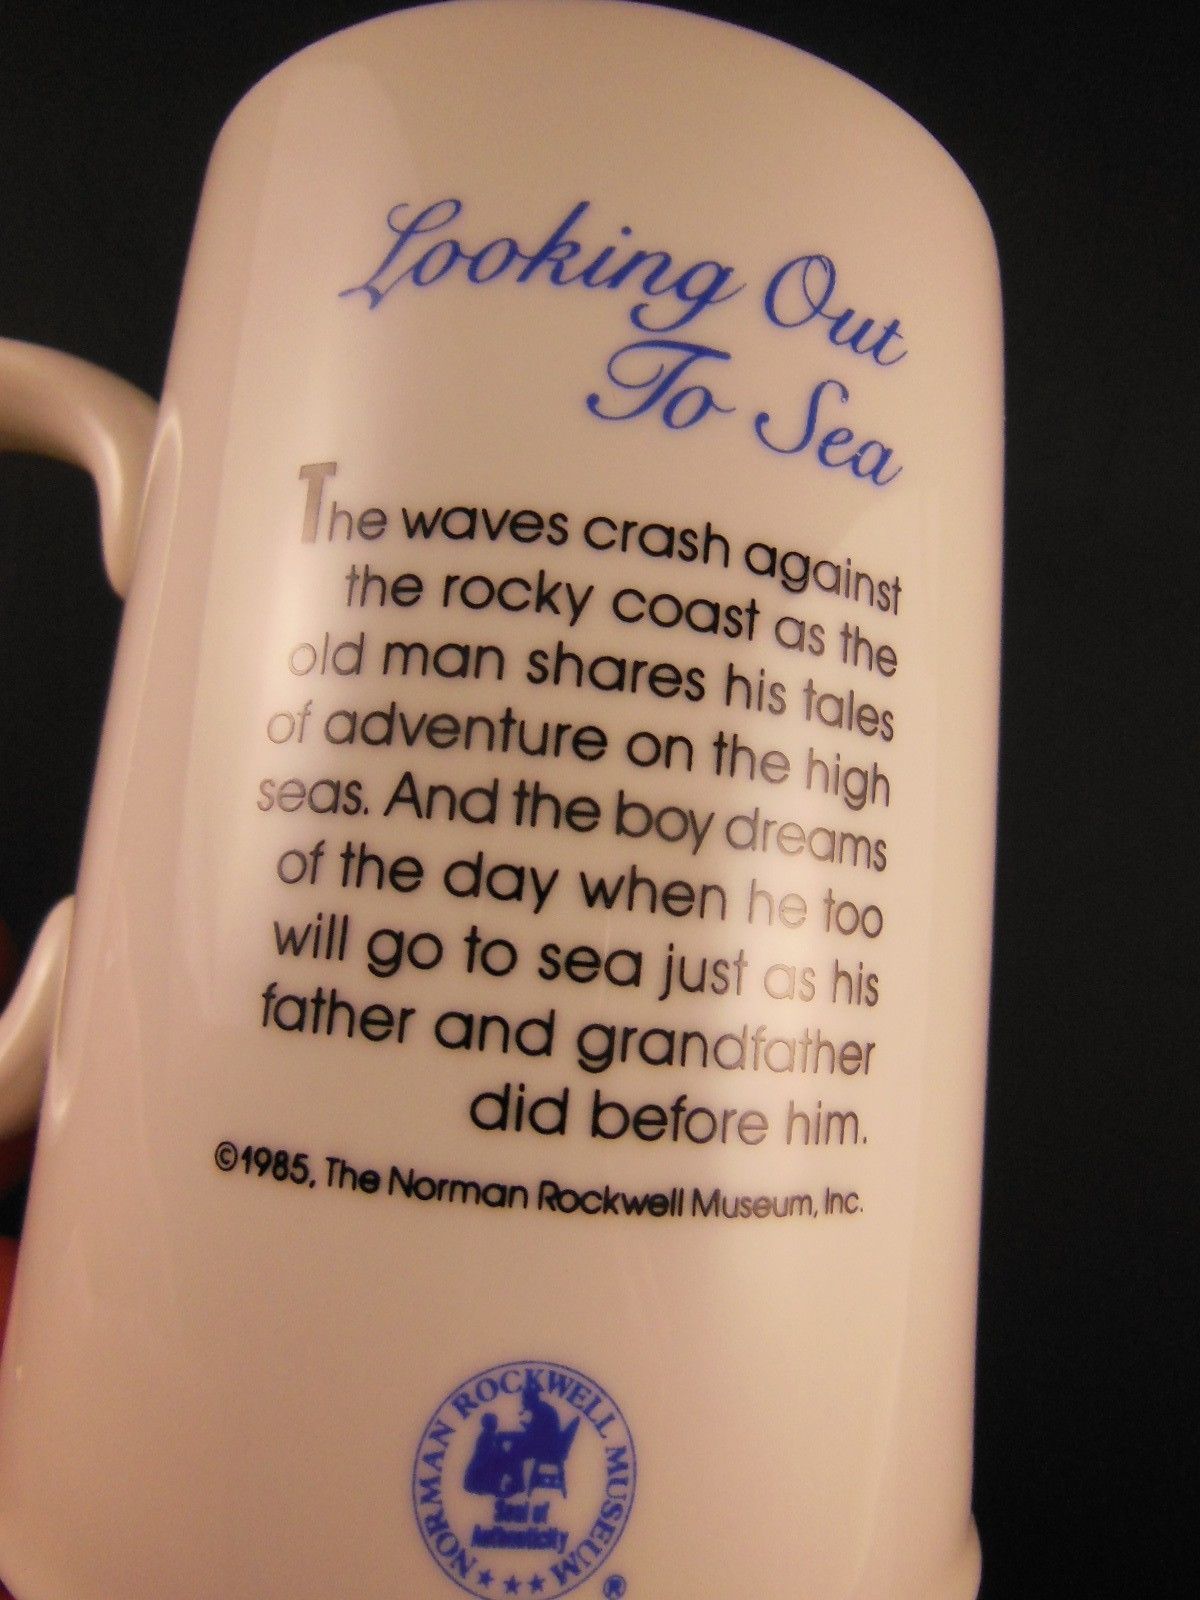 Looking Out
To Sea
The waves crash against
the rocky coast as the
old man shares his tales
of adventure on the high
seas. And the boy dreams
of the day when he too
will go to sea just as his
father and grandfather
did before him.
©1985, The Norman Rockwell Museum, Inc.
NORMAN ROCKWELL MUSEUM
Seal of
Authenticity
★ ★ ★ ★
®